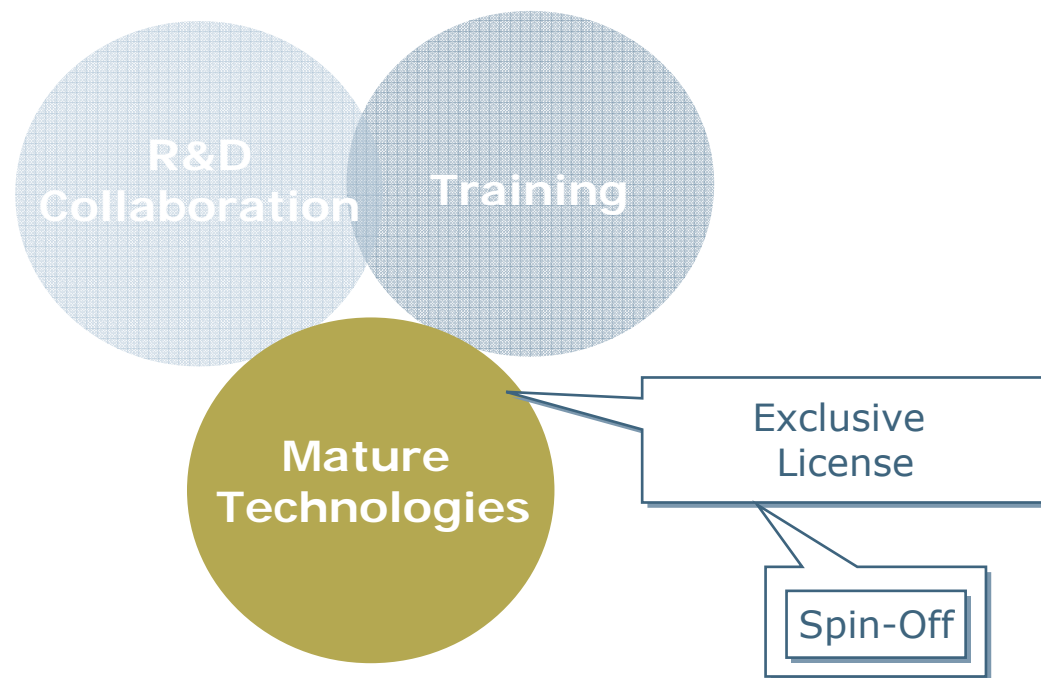 R&D
Collaboration
Training
Mature
Technologies
Exclusive
License
Spin-Off